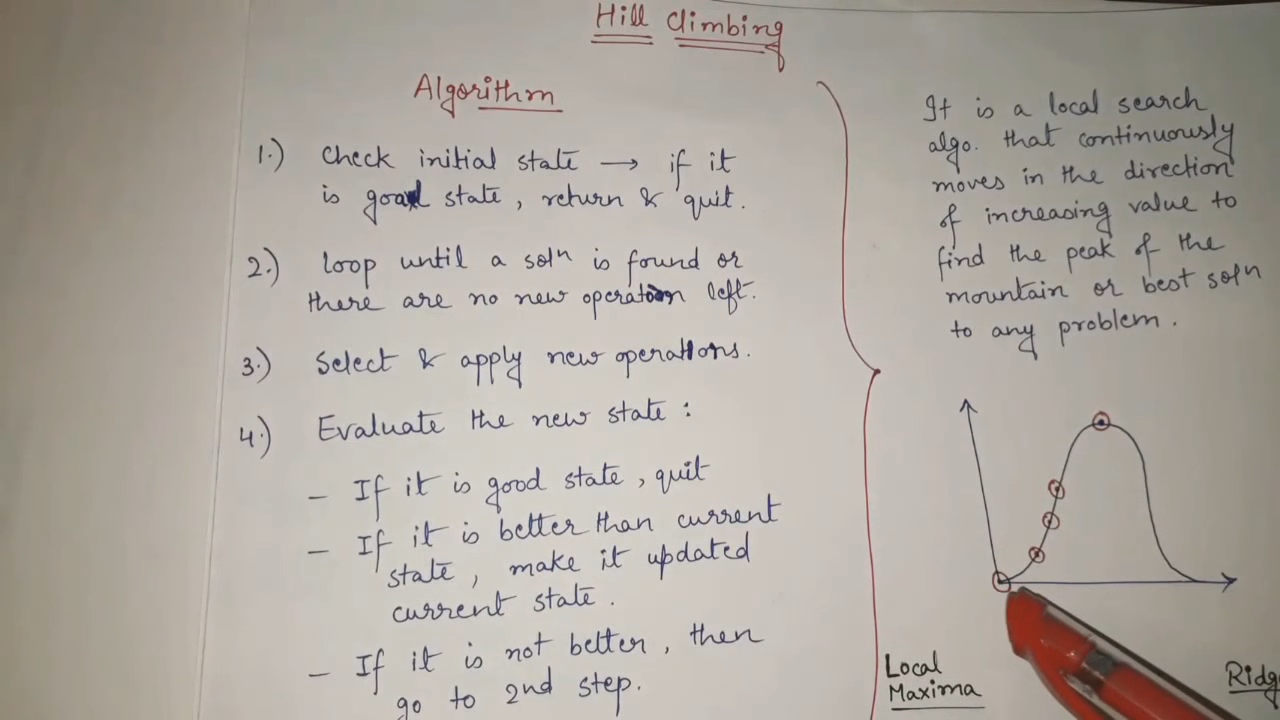 Hill Climbing
Algorithm
1.) Check initial state → if it
is goal state, return & quit.
2.) Loop until a solⁿ is found or
there are no new operation left.
3.) Select & apply new operations.
4.) Evaluate the new state :
- If it is good state, quit
- If it is better than current
state, make it updated
current state.
- If it is not better, then
go to 2nd step.
It is a local search
algo. that continuously
moves in the direction
of increasing value to
find the peak of the
mountain or best solⁿ
to any problem.
Local
Maxima